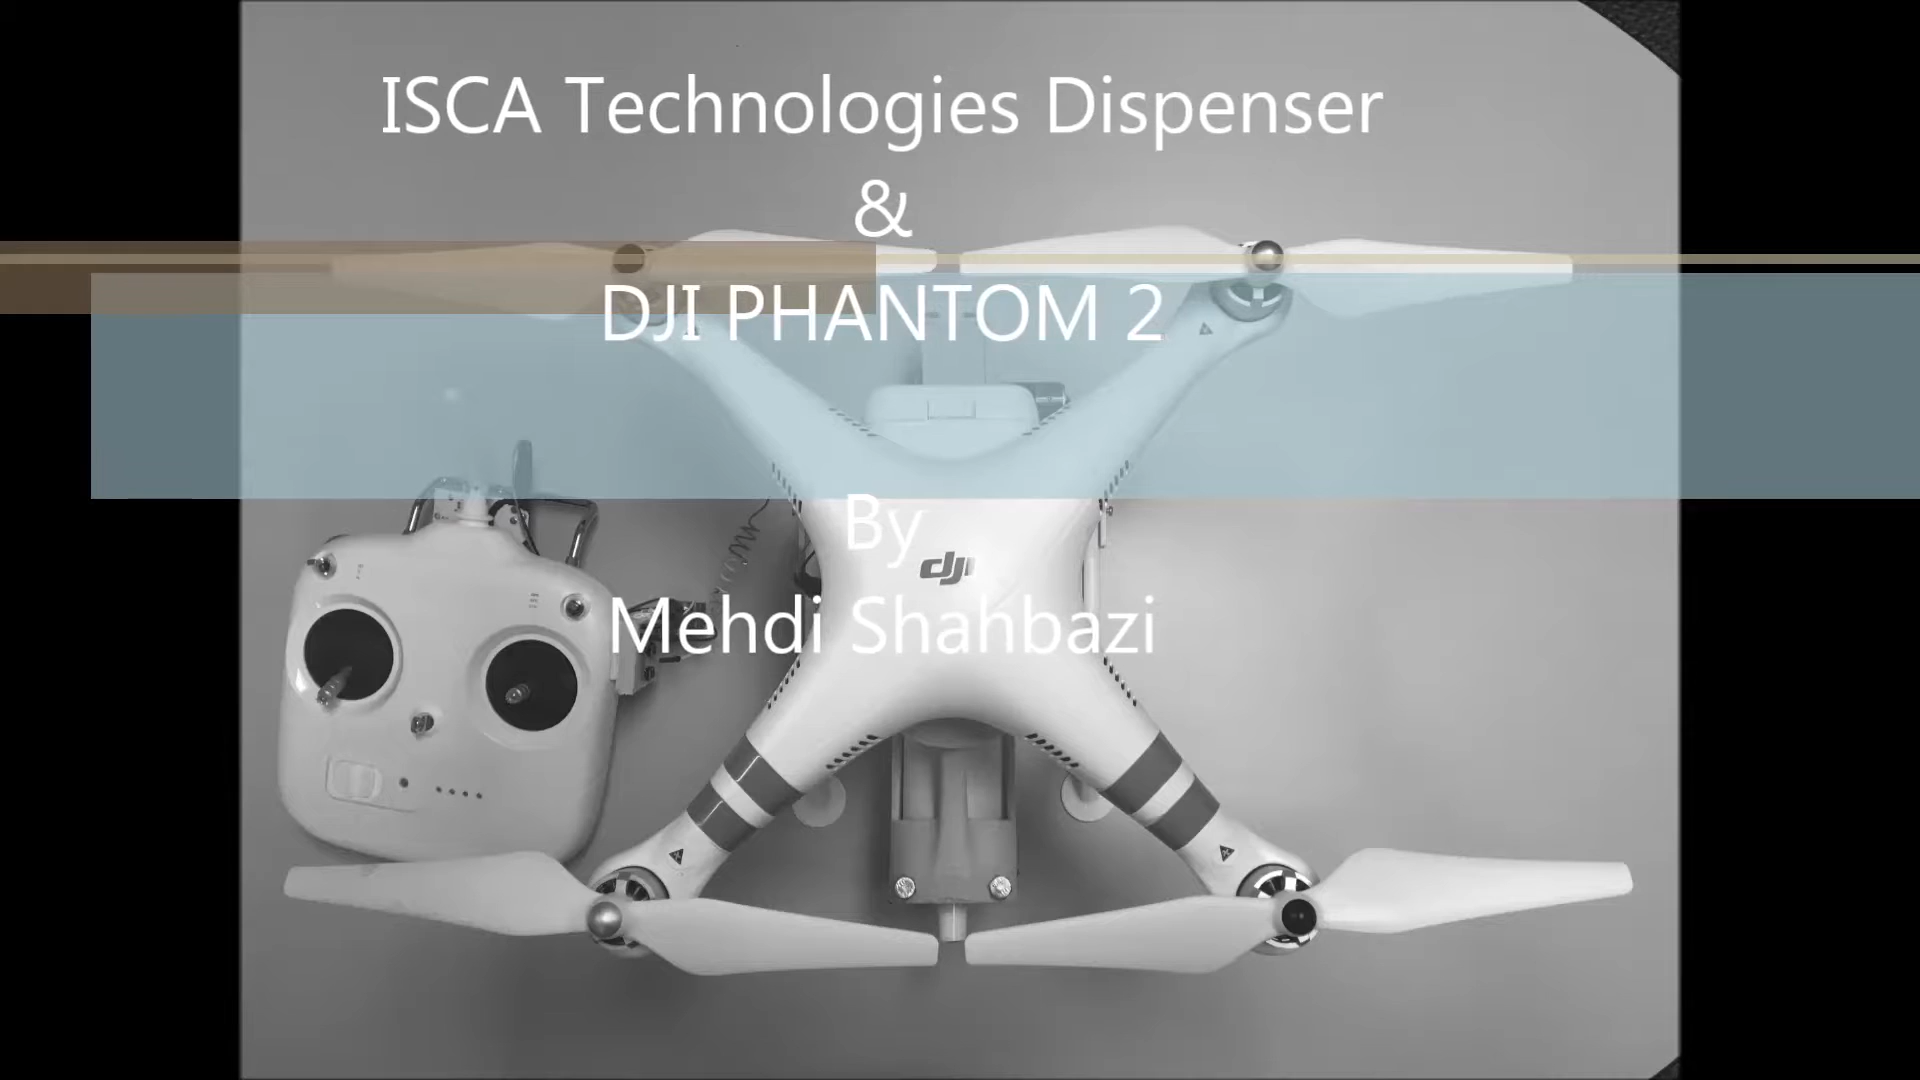 ISCA Technologies Dispenser
&
DJI PHANTOM 2
By
dji
Mehdi Shahbazi